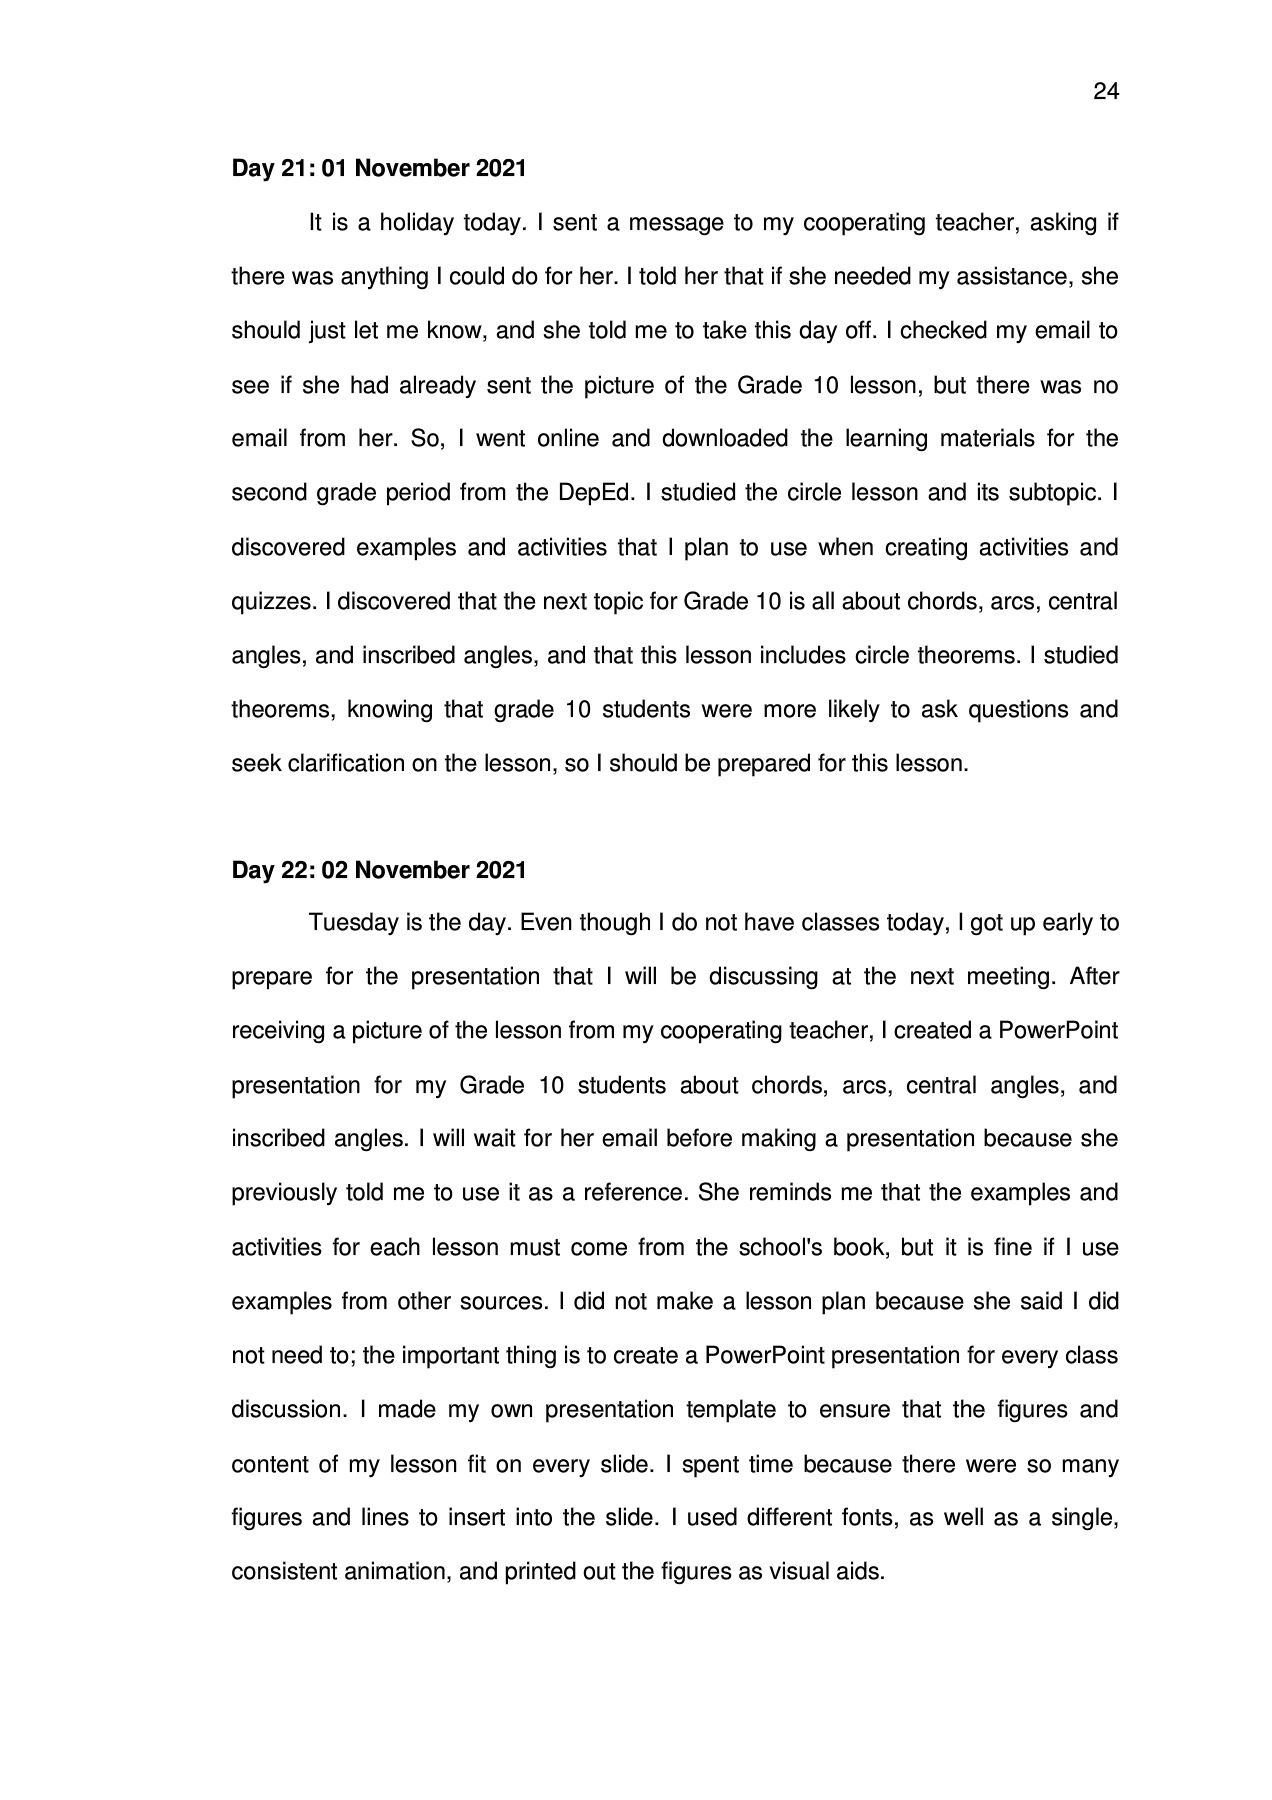 24
Day 21: 01 November 2021
It is a holiday today. I sent a message to my cooperating teacher, asking if
there was anything I could do for her. I told her that if she needed my assistance, she
should just let me know, and she told me to take this day off. I checked my email to
see if she had already sent the picture of the Grade 10 lesson, but there was no
email from her. So, I went online and downloaded the learning materials for the
second grade period from the DepEd. I studied the circle lesson and its subtopic. I
discovered examples and activities that I plan to use when creating activities and
quizzes. I discovered that the next topic for Grade 10 is all about chords, arcs, central
angles, and inscribed angles, and that this lesson includes circle theorems. I studied
theorems, knowing that grade 10 students were more likely to ask questions and
seek clarification on the lesson, so I should be prepared for this lesson.
Day 22: 02 November 2021
Tuesday is the day. Even though I do not have classes today, I got up early to
prepare for the presentation that I will be discussing at the next meeting. After
receiving a picture of the lesson from my cooperating teacher, I created a PowerPoint
presentation for my Grade 10 students about chords, arcs, central angles, and
inscribed angles. I will wait for her email before making a presentation because she
previously told me to use it as a reference. She reminds me that the examples and
activities for each lesson must come from the school's book, but it is fine if I use
examples from other sources. I did not make a lesson plan because she said I did
not need to; the important thing is to create a PowerPoint presentation for every class
discussion. I made my own presentation template to ensure that the figures and
content of my lesson fit on every slide. I spent time because there were so many
figures and lines to insert into the slide. I used different fonts, as well as a single,
consistent animation, and printed out the figures as visual aids.